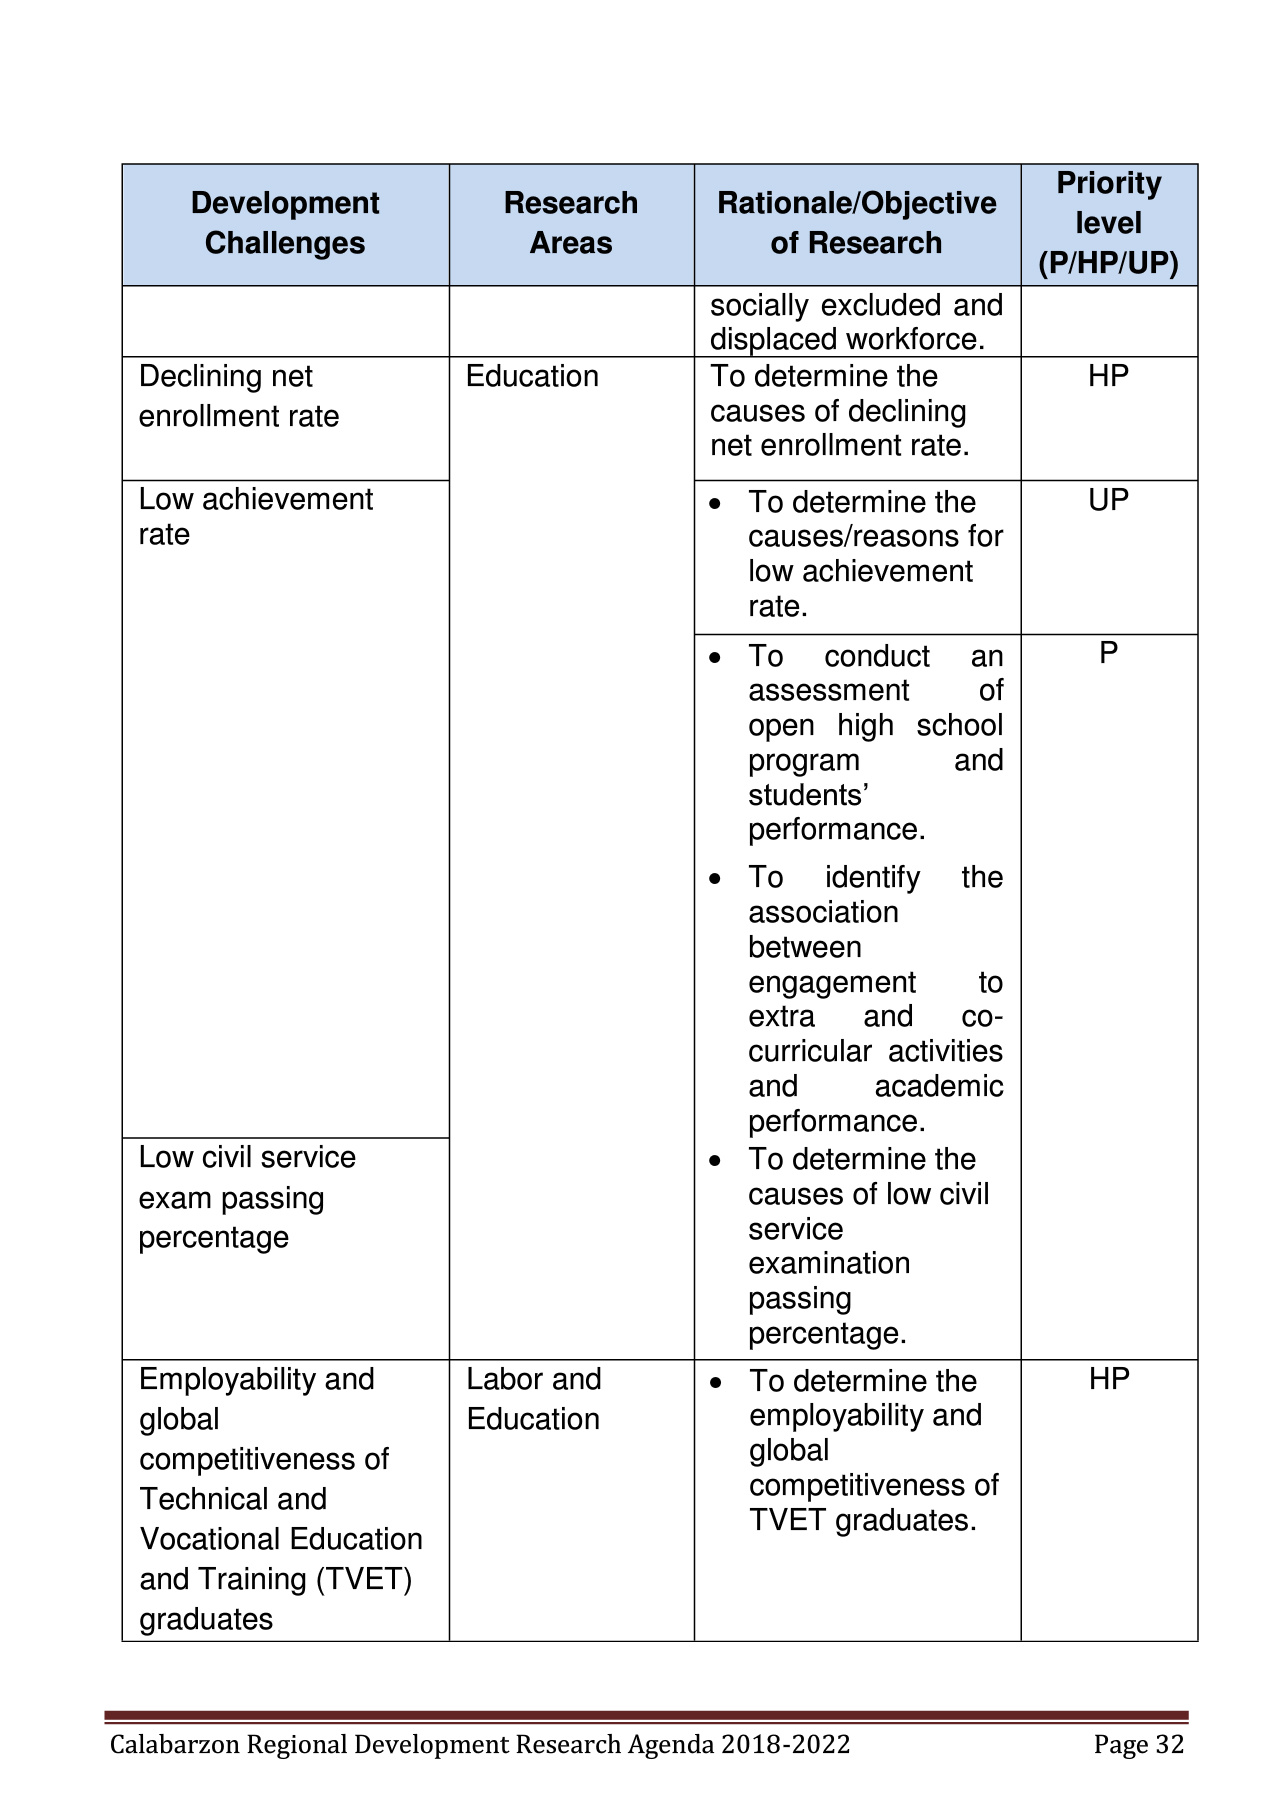 Development
Challenges
Research
Areas
Rationale/Objective
of Research
Priority
level
(P/HP/UP)
socially excluded and
displaced workforce.
Declining net
enrollment rate
Education
To determine the
causes of declining
net enrollment rate.
HP
Low achievement
rate
• To determine the
causes/reasons for
low achievement
rate.
UP
• To conduct an
assessment of
open high school
program and
students’
performance.
• To identify the
association
between
engagement to
extra and co-
curricular activities
and academic
performance.
P
Low civil service
exam passing
percentage
• To determine the
causes of low civil
service
examination
passing
percentage.
Employability and
global
competitiveness of
Technical and
Vocational Education
and Training (TVET)
graduates
Labor and
Education
• To determine the
employability and
global
competitiveness of
TVET graduates.
HP
Calabarzon Regional Development Research Agenda 2018-2022 Page 32